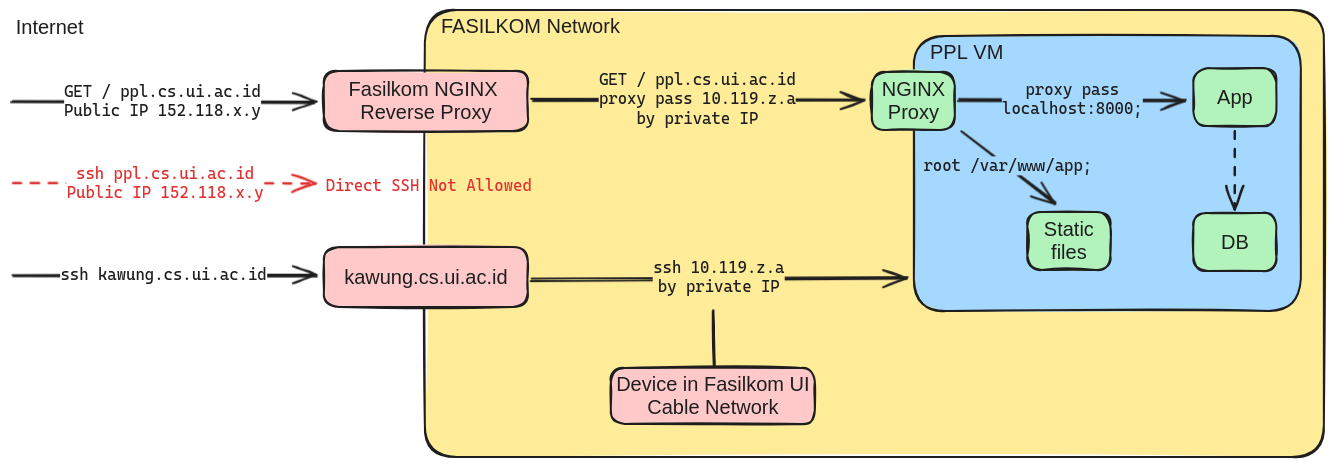 Internet
FASILKOM Network
PPL VM
GET / ppl.cs.ui.ac.id
Public IP 152.118.x.y
Fasilkom NGINX
Reverse Proxy
GET / ppl.cs.ui.ac.id
proxy pass 10.119.z.a
by private IP
NGINX
Proxy
proxy pass
localhost:8000;
App
root /var/www/app;
Static
files
DB
ssh ppl.cs.ui.ac.id
Public IP 152.118.x.y
Direct SSH Not Allowed
ssh kawung.cs.ui.ac.id
kawung.cs.ui.ac.id
ssh 10.119.z.a
by private IP
Device in Fasilkom UI
Cable Network